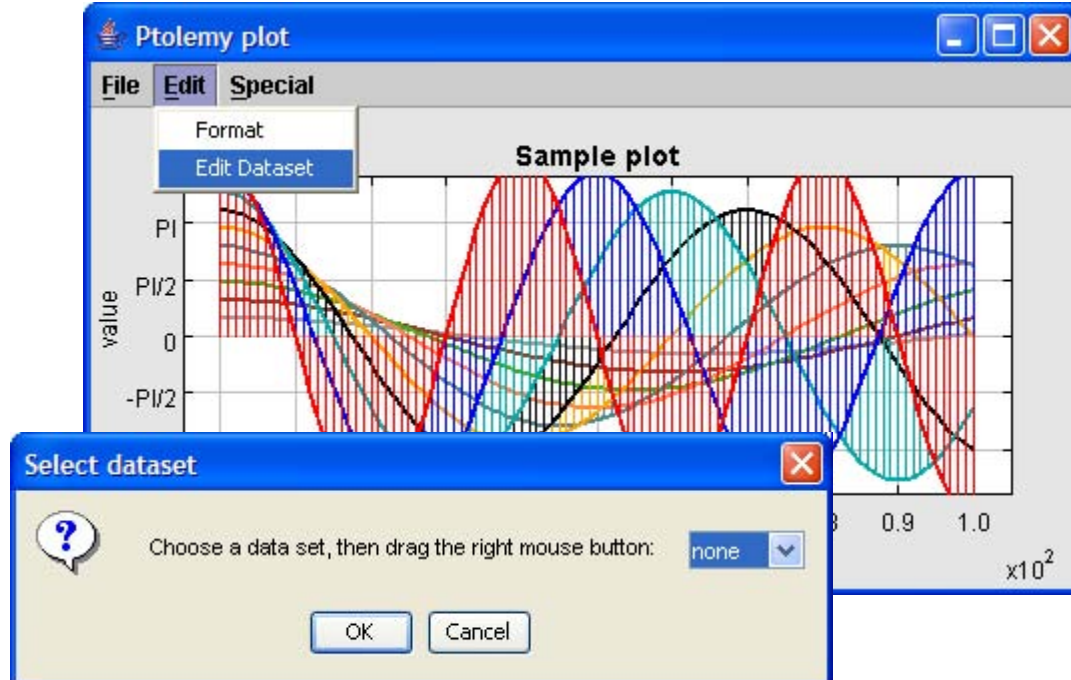 Ptolemy plot
File Edit Special
Format
Edit Dataset
Sample plot
PI
PI/2
0
-PI/2
value
0.9 1.0
x10^2
Select dataset
Choose a data set, then drag the right mouse button: none
OK Cancel